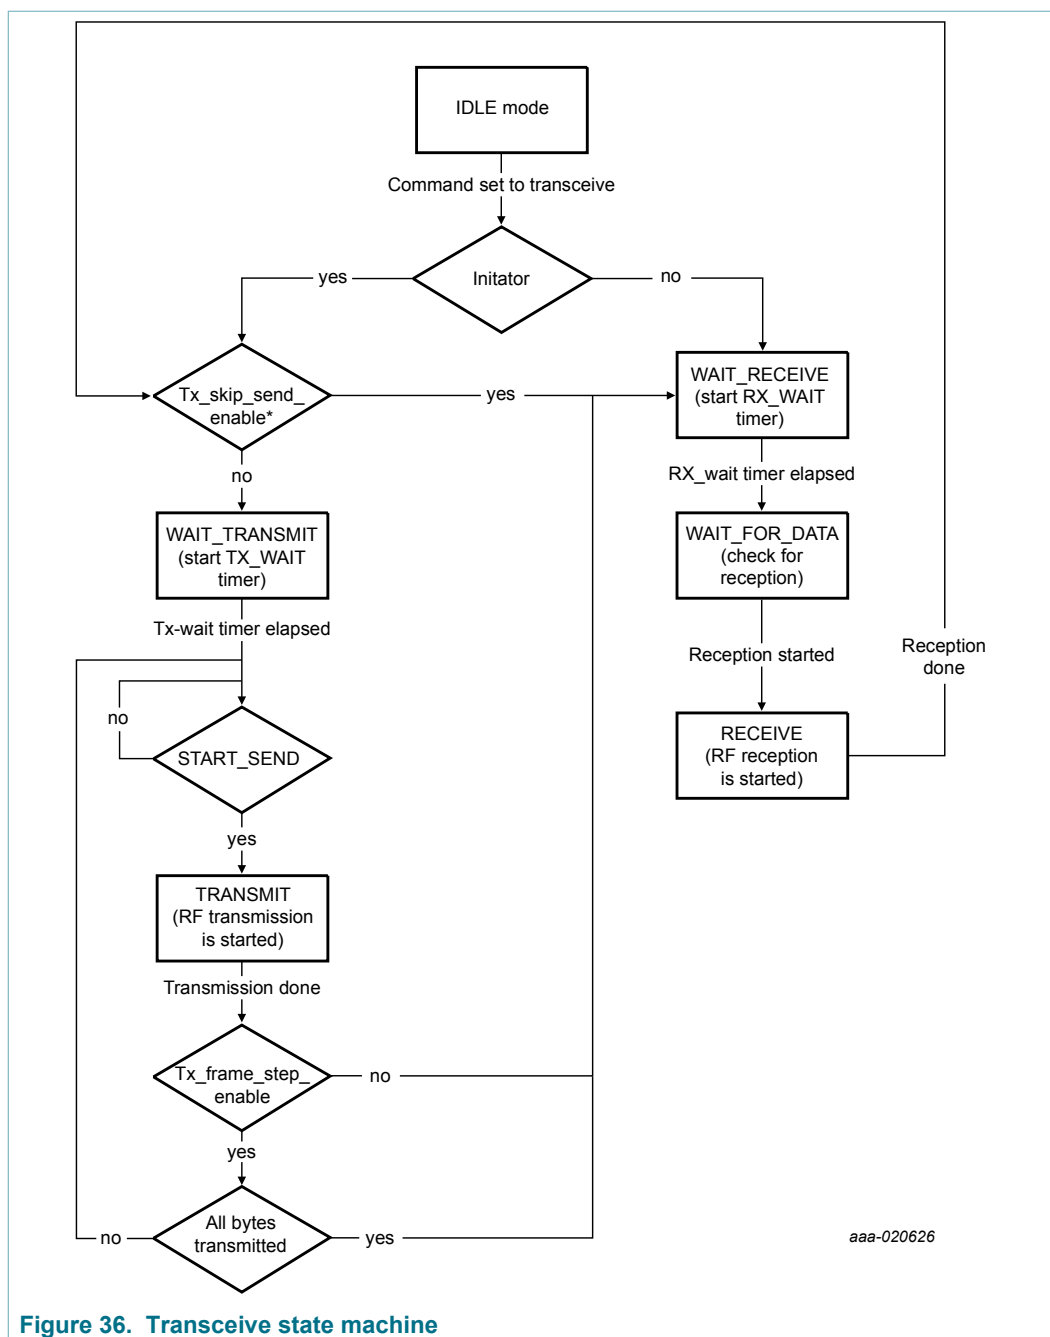 IDLE mode
Command set to transceive
Initator
yes
no
Tx_skip_send_
enable*
yes
no
WAIT_RECEIVE
(start RX_WAIT
timer)
RX_wait timer elapsed
WAIT_TRANSMIT
(start TX_WAIT
timer)
WAIT_FOR_DATA
(check for
reception)
Tx-wait timer elapsed
Reception started
Reception
done
no
START_SEND
RECEIVE
(RF reception
is started)
yes
TRANSMIT
(RF transmission
is started)
Transmission done
Tx_frame_step_
enable
no
yes
All bytes
transmitted
no
yes
aaa-020626
Figure 36. Transceive state machine